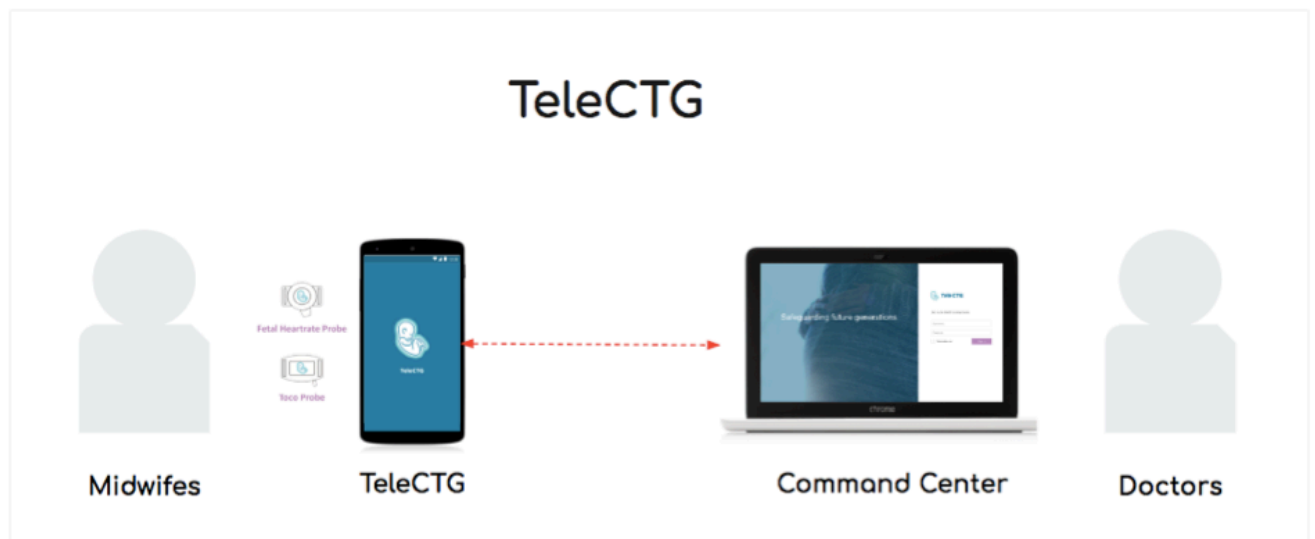 TeleCTG
Fetal Heartrate Probe
Toco Probe
TeleCTG
Safeguarding future generations
TeleCTG
chrome
Midwifes
TeleCTG
Command Center
Doctors